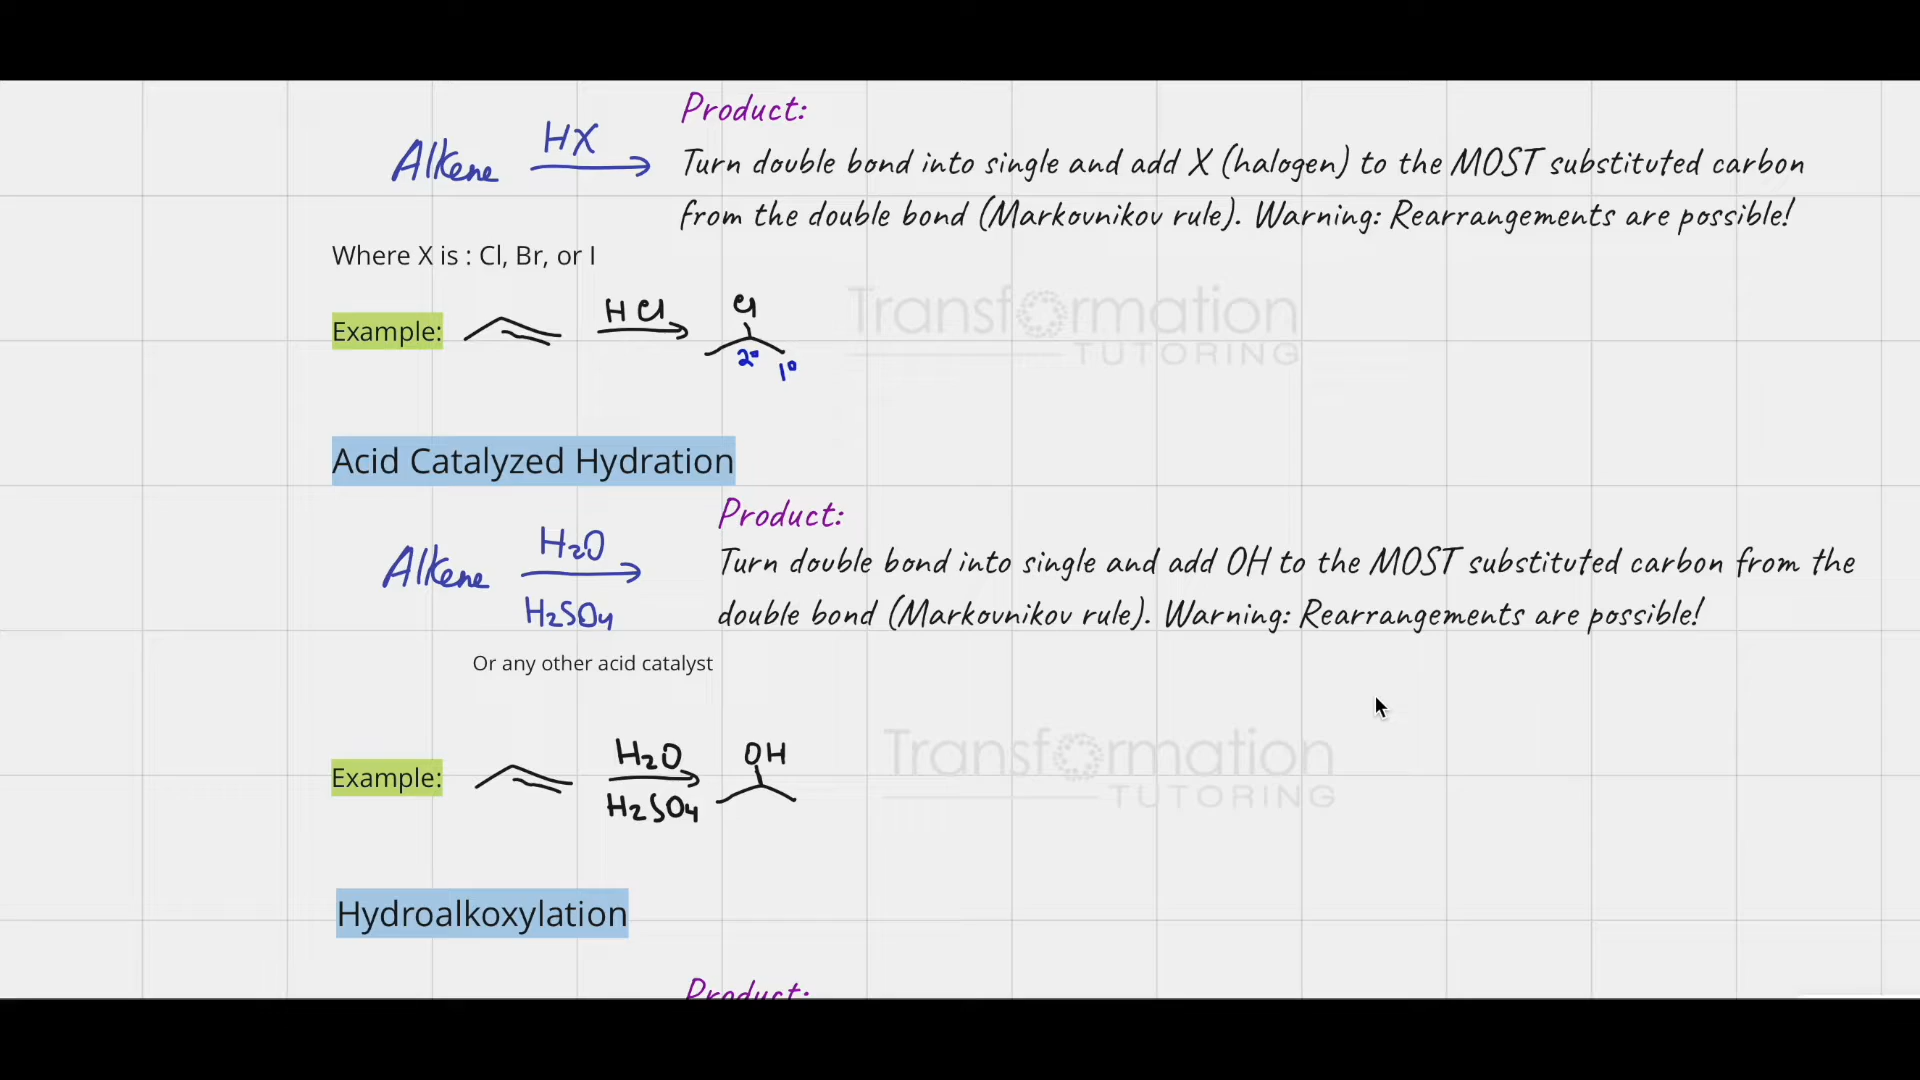 Product:
Alkene HX Turn double bond into single and add X (halogen) to the MOST substituted carbon
from the double bond (Markovnikov rule). Warning: Rearrangements are possible!
Where X is : Cl, Br, or I
Transformation
TUTORING
Example: HCl Cl
2° 1°
Acid Catalyzed Hydration
Product:
Alkene H2O Turn double bond into single and add OH to the MOST substituted carbon from the
H2SO4 double bond (Markovnikov rule). Warning: Rearrangements are possible!
Or any other acid catalyst
Transformation
TUTORING
Example: H2O OH
H2SO4
Hydroalkoxylation
Product: